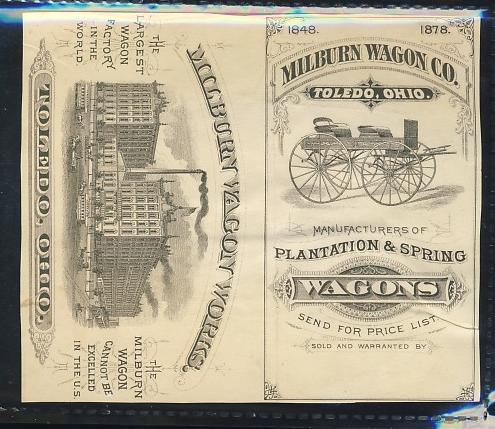 MILBURN WAGON WORKS.
THE
LARGEST
WAGON
FACTORY
IN THE
WORLD.
THE
MILBURN
WAGON
CANNOT BE
EXCELLED
IN THE U.S.
TOLEDO, OHIO.
1848. 1878.
MILBURN WAGON CO.
TOLEDO, OHIO.
MANUFACTURERS OF
PLANTATION & SPRING
WAGONS
SEND FOR PRICE LIST
SOLD AND WARRANTED BY